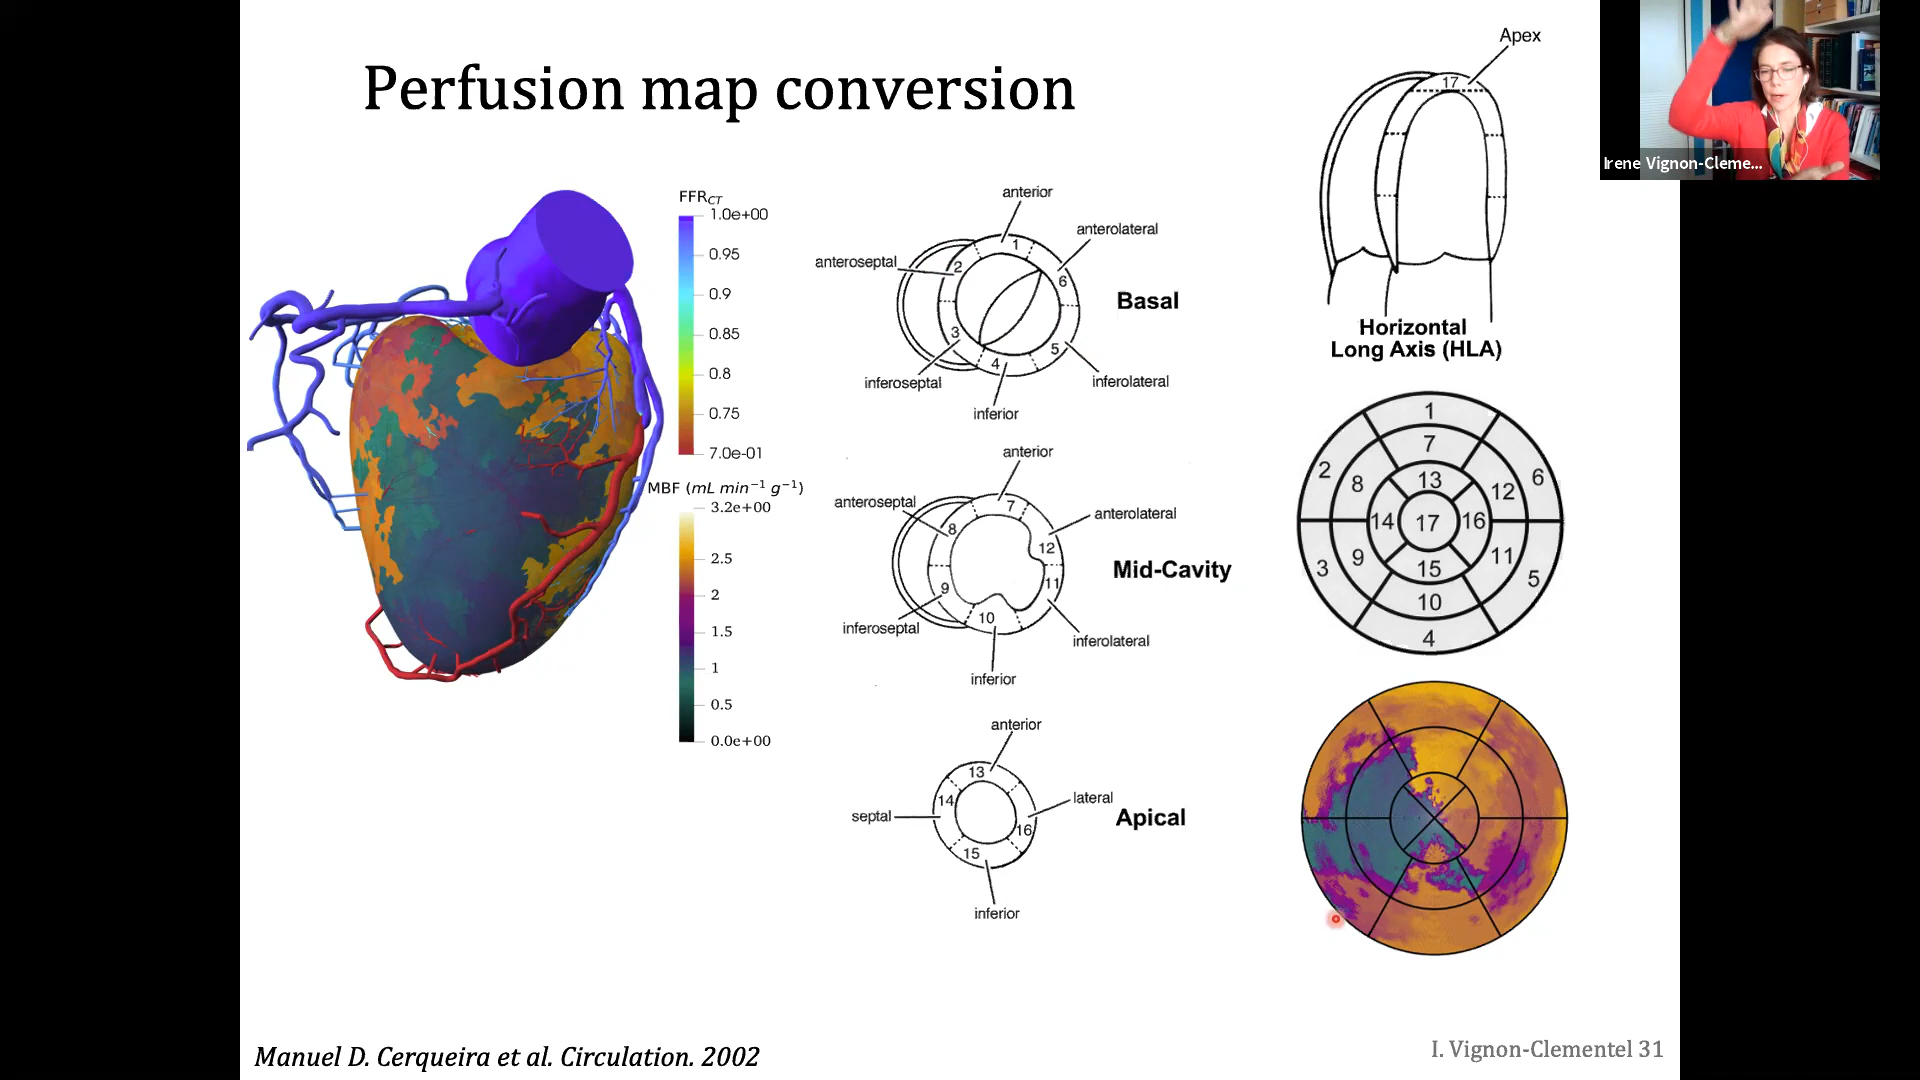 Perfusion map conversion
FFRCT
1.0e+00
0.95
0.9
0.85
0.8
0.75
7.0e-01
MBF (mL min−1 g−1)
3.2e+00
2.5
2
1.5
1
0.5
0.0e+00
anterior
anterolateral
anteroseptal
1
2
6
3
4
5
Basal
inferoseptal
inferolateral
inferior
anterior
anteroseptal
anterolateral
7
8
12
9
11
10
Mid-Cavity
inferoseptal
inferolateral
inferior
anterior
13
14
lateral
septal
16
15
Apical
inferior
Apex
17
Horizontal
Long Axis (HLA)
1
7
2
8
13
12
6
14
17
16
3
9
15
11
5
10
4
Irene Vignon-Cleme...
Manuel D. Cerqueira et al. Circulation. 2002
I. Vignon-Clementel 31